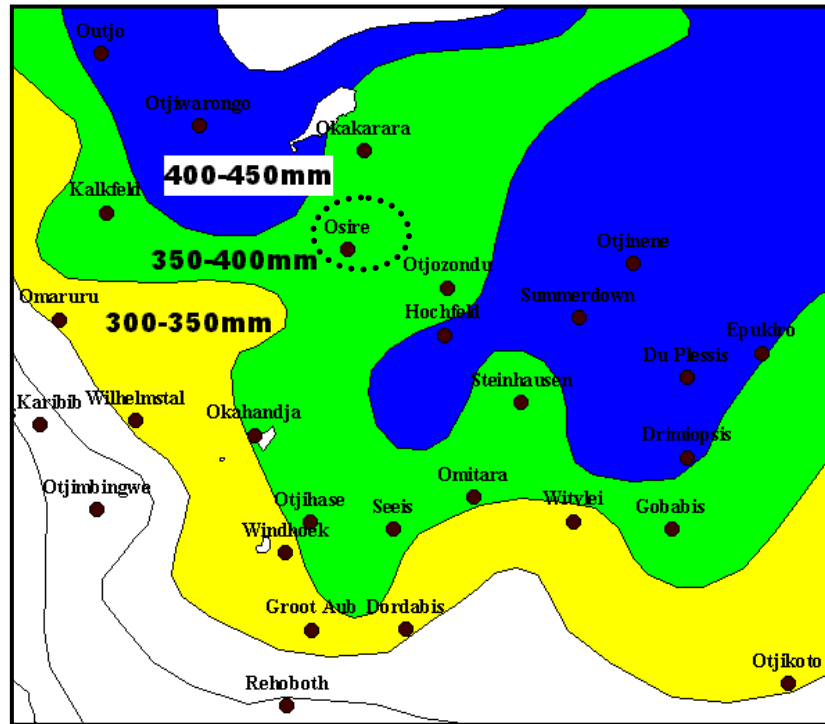 Outjo
Otjiwarongo
Okakarara
400-450mm
Kalkfeld
Osire
350-400mm
Otjinene
Otjozondu
Omaruru
300-350mm
Hochfeld
Summerdown
Epukiro
Du Plessis
Steinhausen
Karibib
Wilhelmstal
Okahandja
Drimiopsis
Omitara
Otjimbingwe
Otjihase
Seeis
Witvlei
Gobabis
Windhoek
Groot Aub
Dordabis
Otjikoto
Rehoboth